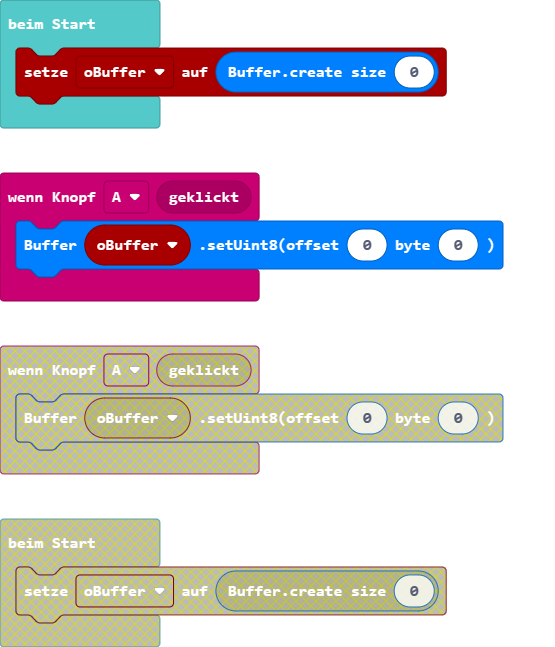 beim Start
setze oBuffer auf Buffer.create size 0
wenn Knopf A geklickt
Buffer oBuffer .setUint8(offset 0 byte 0 )
wenn Knopf A geklickt
Buffer oBuffer .setUint8(offset 0 byte 0 )
beim Start
setze oBuffer auf Buffer.create size 0